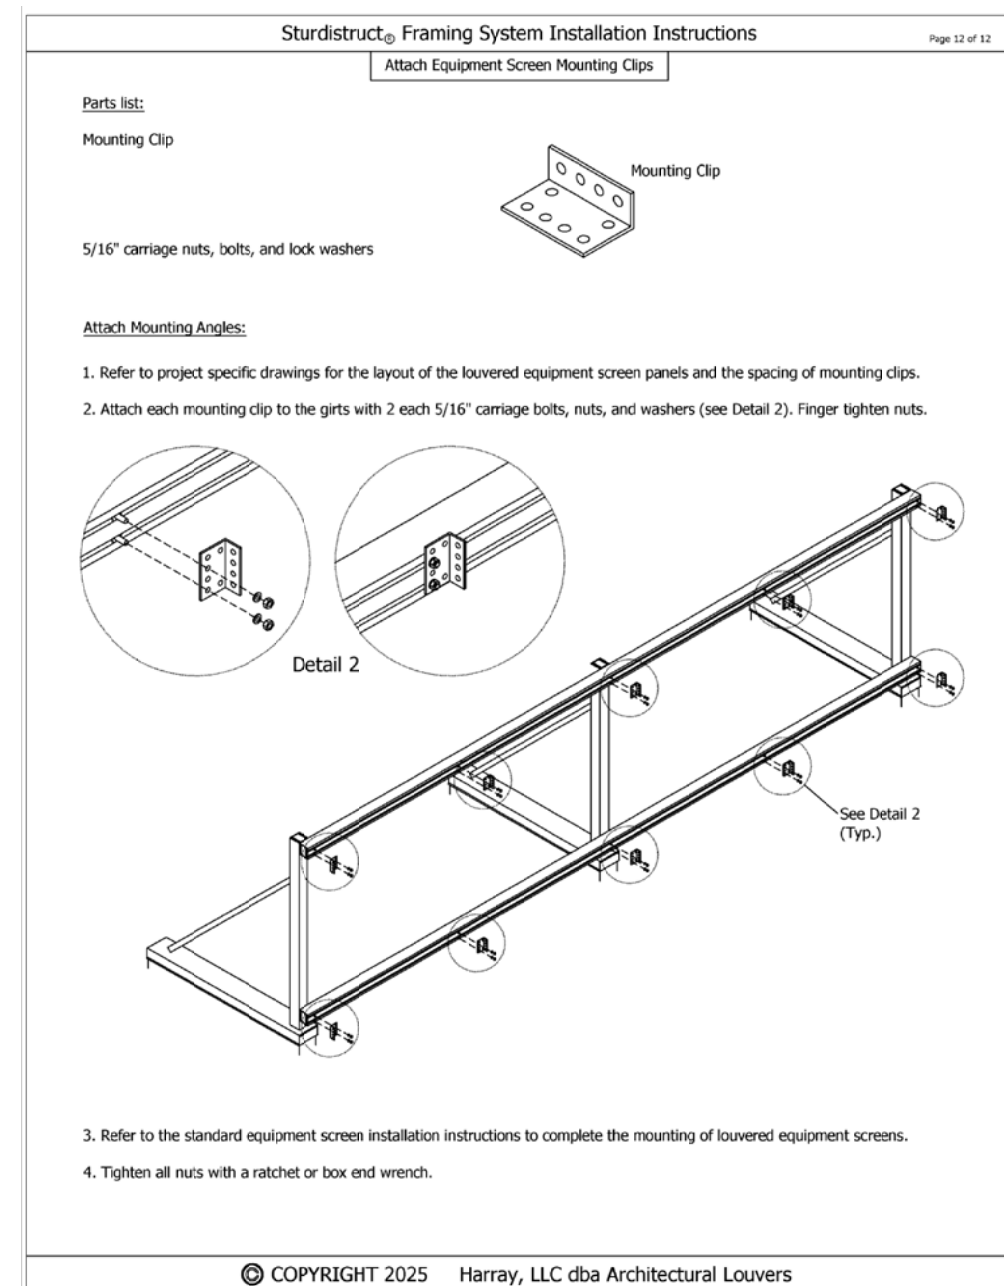 Sturdistruct® Framing System Installation Instructions
Page 12 of 12
Attach Equipment Screen Mounting Clips
Parts list:
Mounting Clip
Mounting Clip
5/16" carriage nuts, bolts, and lock washers
Attach Mounting Angles:
1. Refer to project specific drawings for the layout of the louvered equipment screen panels and the spacing of mounting clips.
2. Attach each mounting clip to the girts with 2 each 5/16" carriage bolts, nuts, and washers (see Detail 2). Finger tighten nuts.
Detail 2
See Detail 2
(Typ.)
3. Refer to the standard equipment screen installation instructions to complete the mounting of louvered equipment screens.
4. Tighten all nuts with a ratchet or box end wrench.
© COPYRIGHT 2025 Harray, LLC dba Architectural Louvers